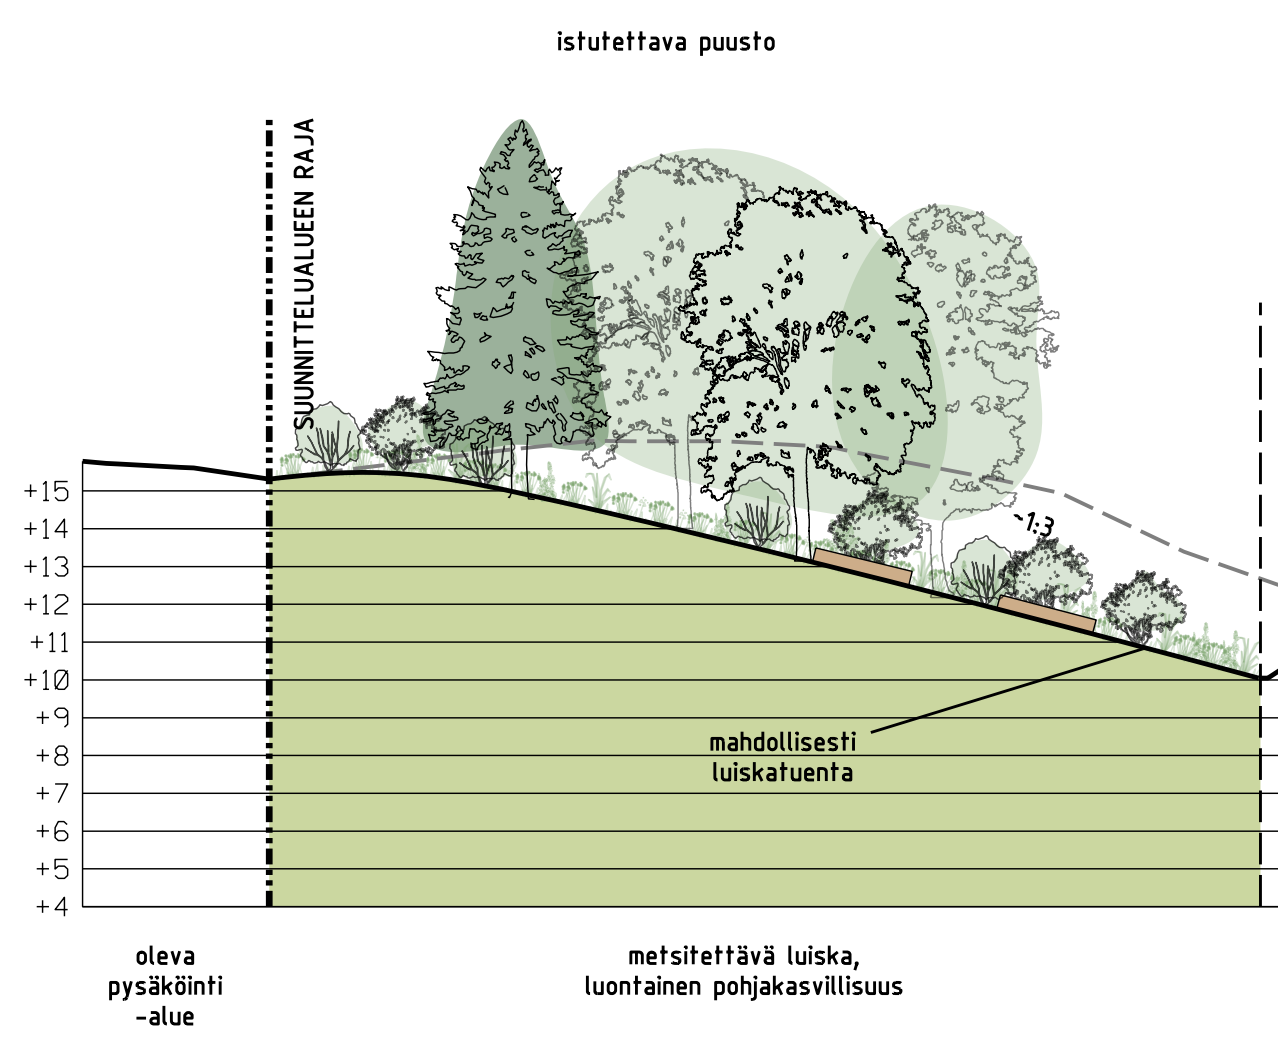 istutettava puusto
SUUNNITTELUALUEEN RAJA
~1:3
+15
+14
+13
+12
+11
+10
+9
+8
+7
+6
+5
+4
mahdollisesti
luiskatuenta
oleva
pysäköinti
-alue
metsitettävä luiska,
luontainen pohjakasvillisuus